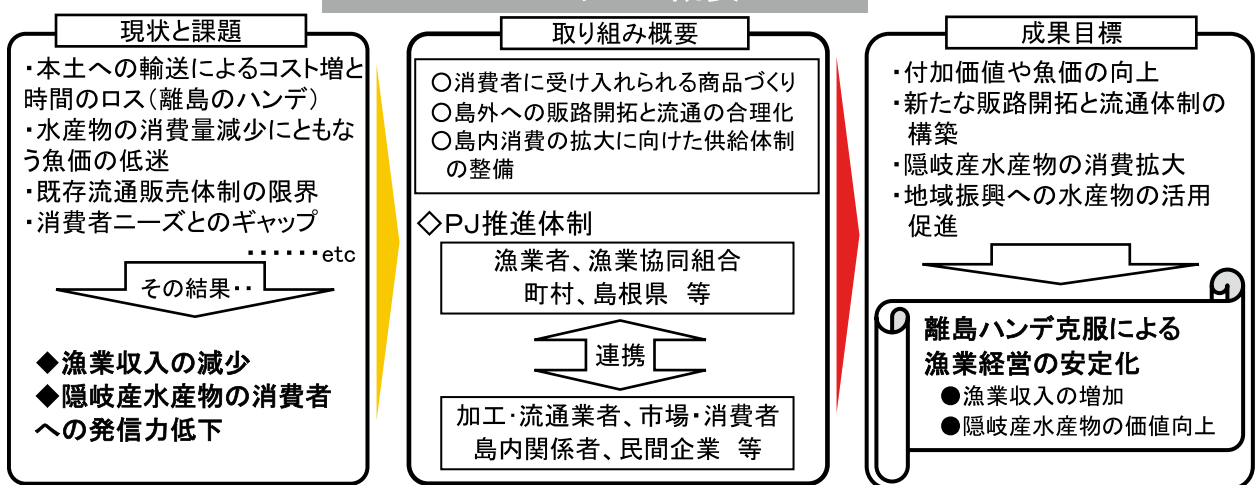 現状と課題
・本土への輸送によるコスト増と
時間のロス(離島のハンデ)
・水産物の消費量減少にともな
う魚価の低迷
・既存流通販売体制の限界
・消費者ニーズとのギャップ
・・・・・・etc
その結果・・
◆漁業収入の減少
◆隠岐産水産物の消費者
への発信力低下
取り組み概要
○消費者に受け入れられる商品づくり
○島外への販路開拓と流通の合理化
○島内消費の拡大に向けた供給体制
の整備
◇PJ推進体制
漁業者、漁業協同組合
町村、島根県 等
連携
加工・流通業者、市場・消費者
島内関係者、民間企業 等
成果目標
・付加価値や魚価の向上
・新たな販路開拓と流通体制の
構築
・隠岐産水産物の消費拡大
・地域振興への水産物の活用
促進
離島ハンデ克服による
漁業経営の安定化
●漁業収入の増加
●隠岐産水産物の価値向上